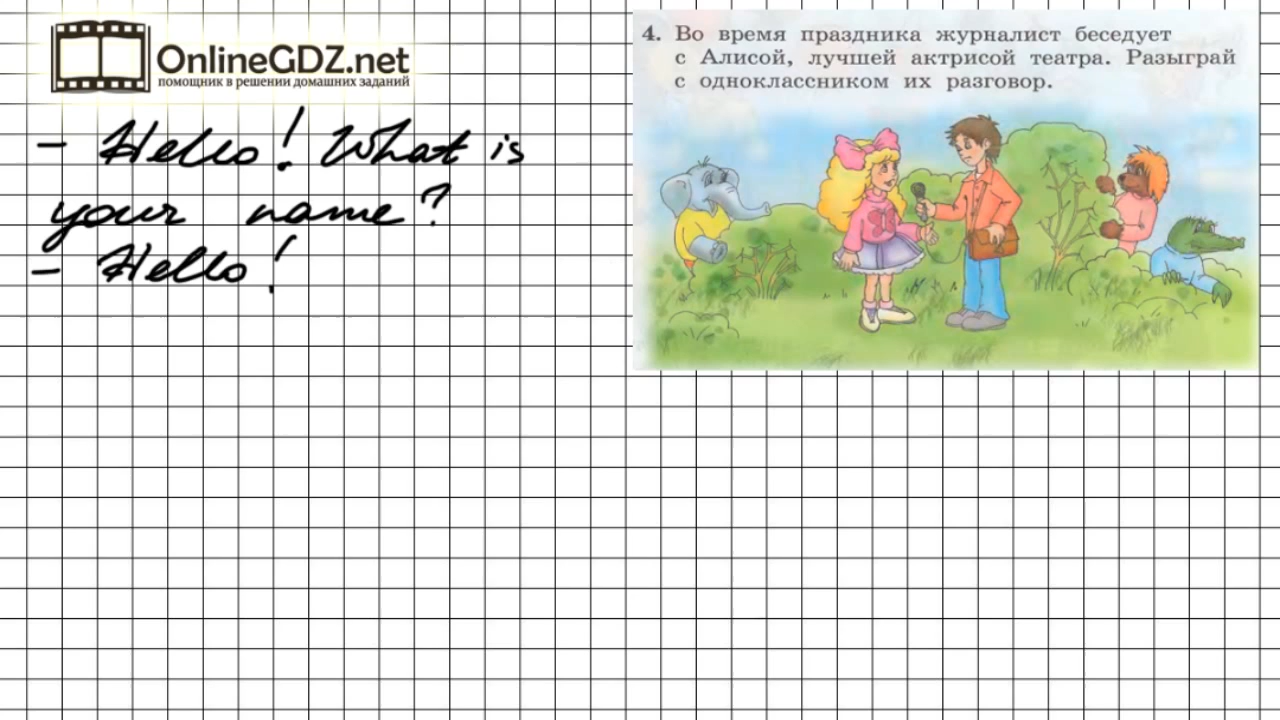 OnlineGDZ.net
помощник в решении домашних заданий
- Hello! What is
your name?
- Hello!
4. Во время праздника журналист беседует
с Алисой, лучшей актрисой театра. Разыграй
с одноклассником их разговор.